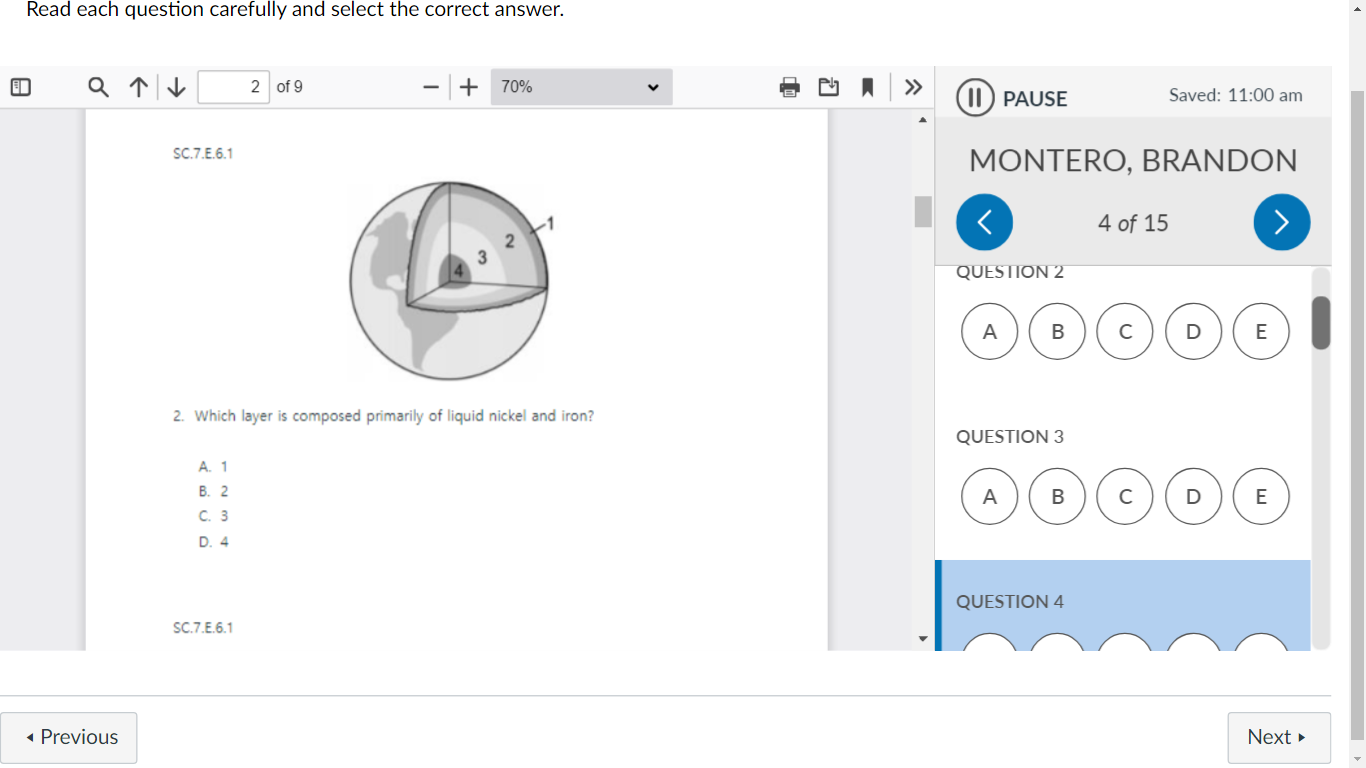 Read each question carefully and select the correct answer.
2 of 9
70%
PAUSE
Saved: 11:00 am
SC.7.E.6.1
MONTERO, BRANDON
4 of 15
1
2
3
4
2. Which layer is composed primarily of liquid nickel and iron?
A. 1
B. 2
C. 3
D. 4
SC.7.E.6.1
QUESTION 2
A B C D E
QUESTION 3
A B C D E
QUESTION 4
Previous
Next